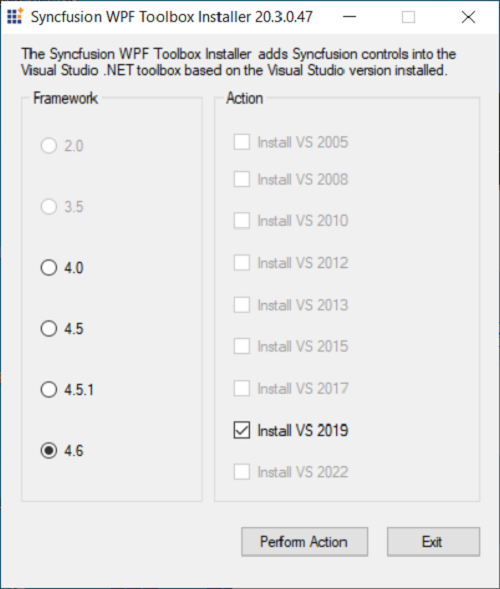 Syncfusion WPF Toolbox Installer 20.3.0.47
The Syncfusion WPF Toolbox Installer adds Syncfusion controls into the
Visual Studio .NET toolbox based on the Visual Studio version installed.
Framework
2.0
3.5
4.0
4.5
4.5.1
4.6
Action
Install VS 2005
Install VS 2008
Install VS 2010
Install VS 2012
Install VS 2013
Install VS 2015
Install VS 2017
Install VS 2019
Install VS 2022
Perform Action
Exit